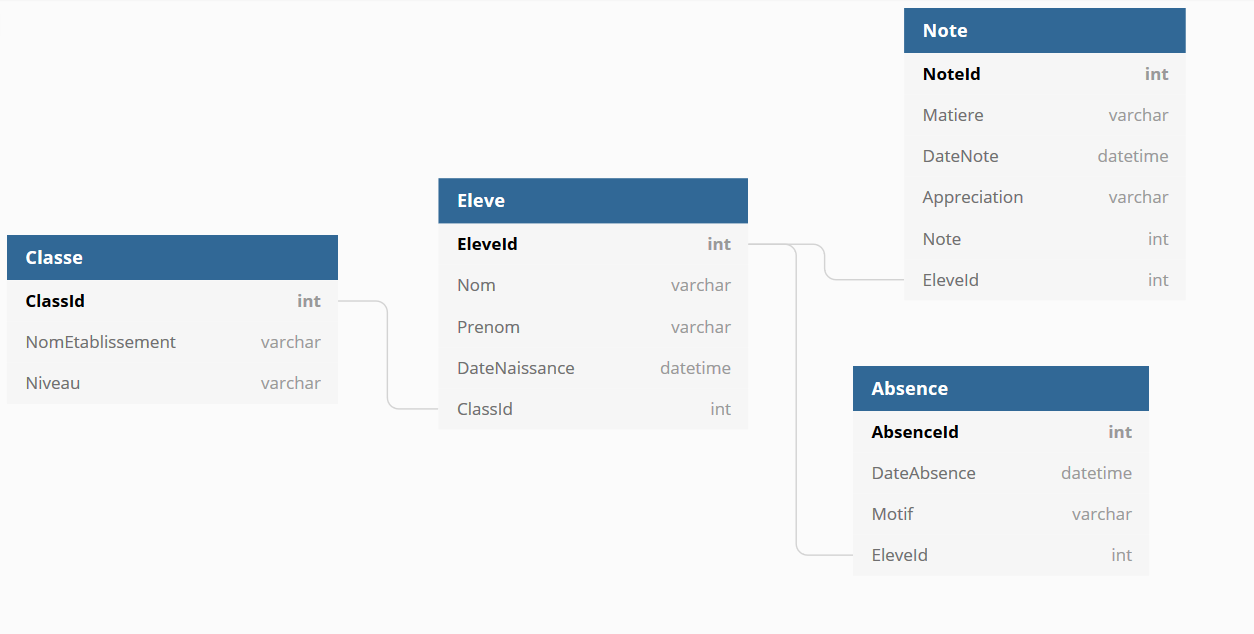 Classe
ClassId int
NomEtablissement varchar
Niveau varchar
Eleve
EleveId int
Nom varchar
Prenom varchar
DateNaissance datetime
ClassId int
Note
NoteId int
Matiere varchar
DateNote datetime
Appreciation varchar
Note int
EleveId int
Absence
AbsenceId int
DateAbsence datetime
Motif varchar
EleveId int